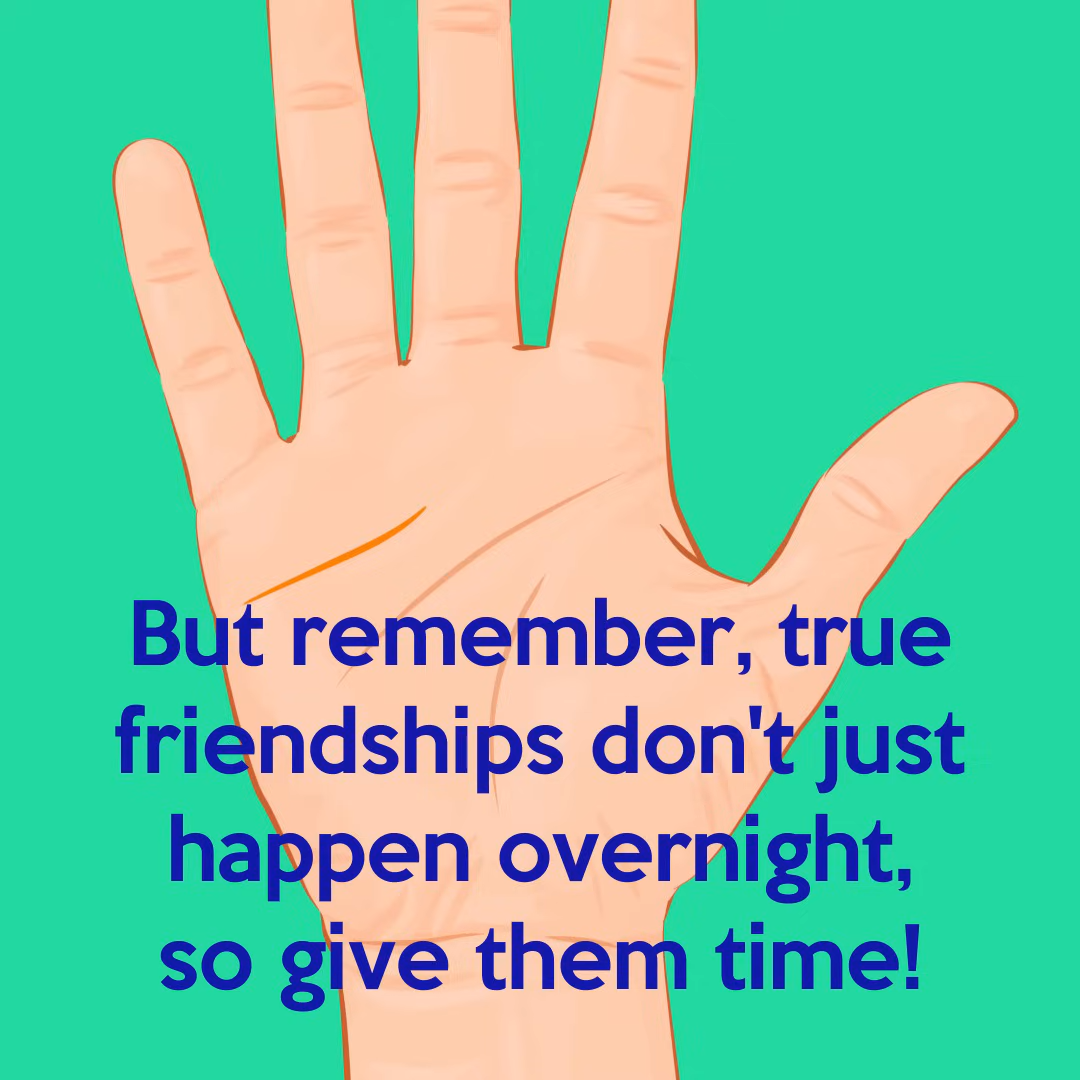 But remember, true
friendships don't just
happen overnight,
so give them time!